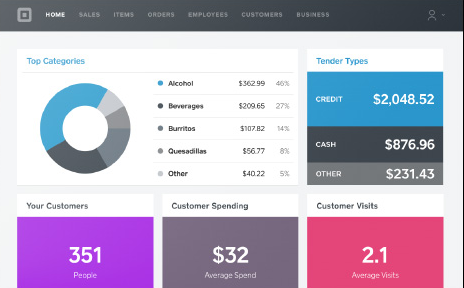 HOME SALES ITEMS ORDERS EMPLOYEES CUSTOMERS BUSINESS
Top Categories
Alcohol $362.99 46%
Beverages $209.65 27%
Burritos $107.82 14%
Quesadillas $56.77 8%
Other $40.22 5%
Tender Types
CREDIT $2,048.52
CASH $876.96
OTHER $231.43
Your Customers
351
People
Customer Spending
$32
Average Spend
Customer Visits
2.1
Average Visits